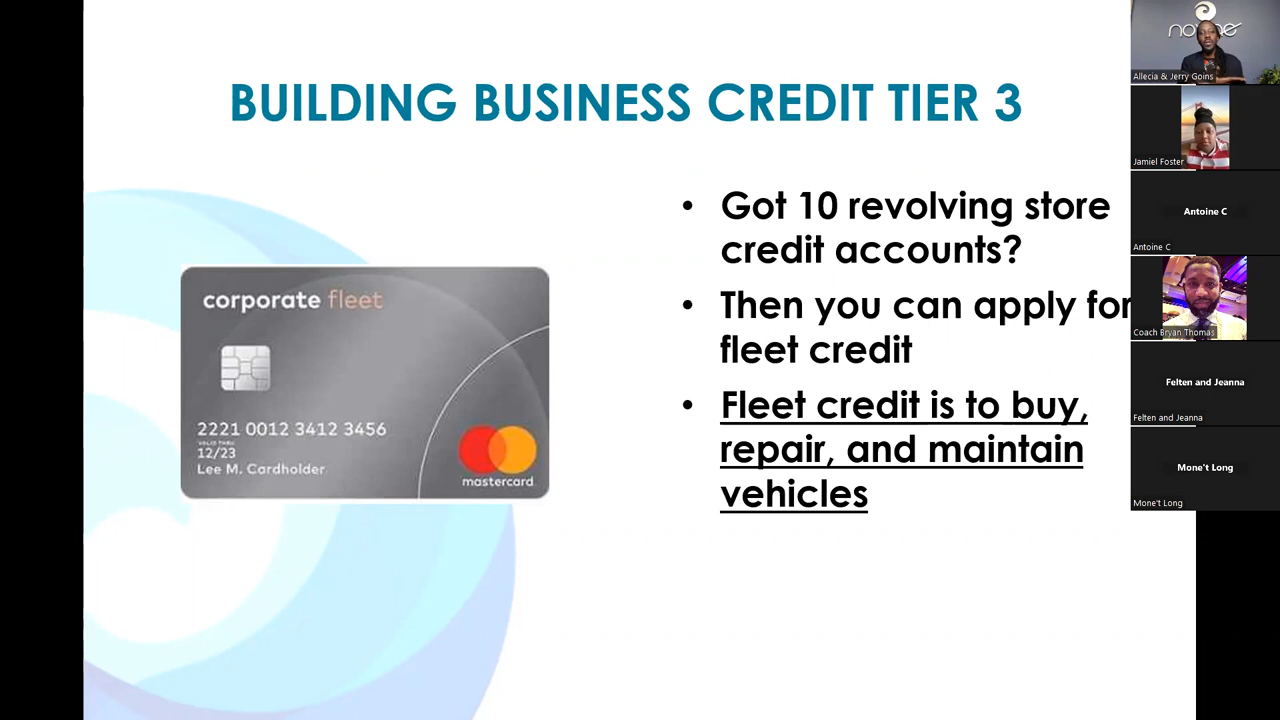 BUILDING BUSINESS CREDIT TIER 3
• Got 10 revolving store
credit accounts?
• Then you can apply for
fleet credit
• Fleet credit is to buy,
repair, and maintain
vehicles
corporate fleet
2221 0012 3412 3456
VALID THRU
12/23
Lee M. Cardholder
mastercard
Allecia & Jerry Goins
Jamiel Foster
Antoine C
Antoine C
Coach Bryan Thomas
Felten and Jeanna
Felten and Jeanna
Mone't Long
Mone't Long